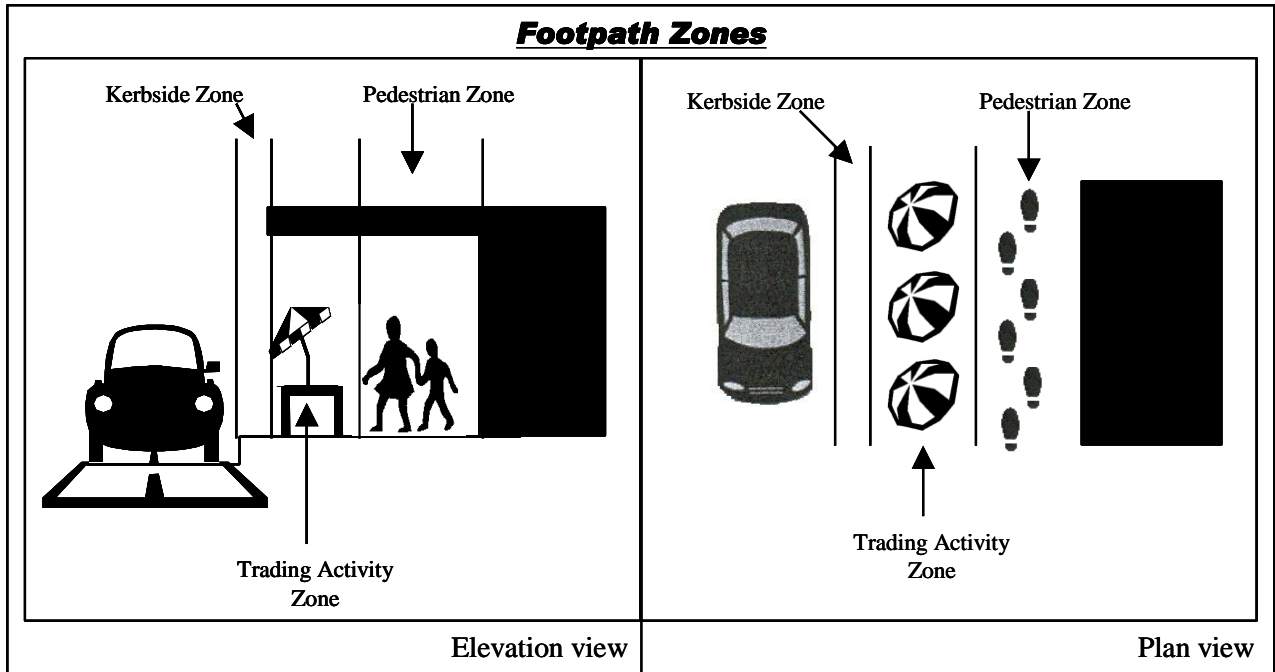 Footpath Zones
Kerbside Zone
Pedestrian Zone
Trading Activity
Zone
Elevation view
Kerbside Zone
Pedestrian Zone
Trading Activity
Zone
Plan view